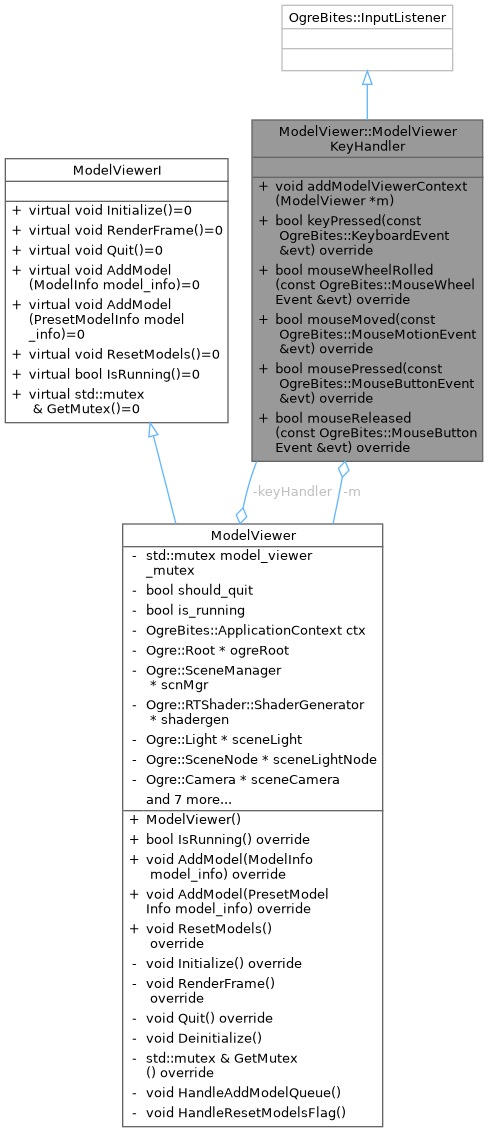 OgreBites::InputListener
ModelViewer::ModelViewer
KeyHandler
+ void addModelViewerContext
(ModelViewer *m)
+ bool keyPressed(const
OgreBites::KeyboardEvent
&evt) override
+ bool mouseWheelRolled
(const OgreBites::MouseWheel
Event &evt) override
+ bool mouseMoved(const
OgreBites::MouseMotionEvent
&evt) override
+ bool mousePressed(const
OgreBites::MouseButtonEvent
&evt) override
+ bool mouseReleased
(const OgreBites::MouseButton
Event &evt) override
ModelViewerI
+ virtual void Initialize()=0
+ virtual void RenderFrame()=0
+ virtual void Quit()=0
+ virtual void AddModel
(ModelInfo model_info)=0
+ virtual void AddModel
(PresetModelInfo model
_info)=0
+ virtual void ResetModels()=0
+ virtual bool IsRunning()=0
+ virtual std::mutex
& GetMutex()=0
-keyHandler
-m
ModelViewer
- std::mutex model_viewer
_mutex
- bool should_quit
- bool is_running
- OgreBites::ApplicationContext ctx
- Ogre::Root * ogreRoot
- Ogre::SceneManager
* scnMgr
- Ogre::RTShader::ShaderGenerator
* shadergen
- Ogre::Light * sceneLight
- Ogre::SceneNode * sceneLightNode
- Ogre::Camera * sceneCamera
and 7 more...
+ ModelViewer()
+ bool IsRunning() override
+ void AddModel(ModelInfo
model_info) override
+ void AddModel(PresetModel
Info model_info) override
+ void ResetModels()
override
- void Initialize() override
- void RenderFrame()
override
- void Quit() override
- void Deinitialize()
- std::mutex & GetMutex
() override
- void HandleAddModelQueue()
- void HandleResetModelsFlag()